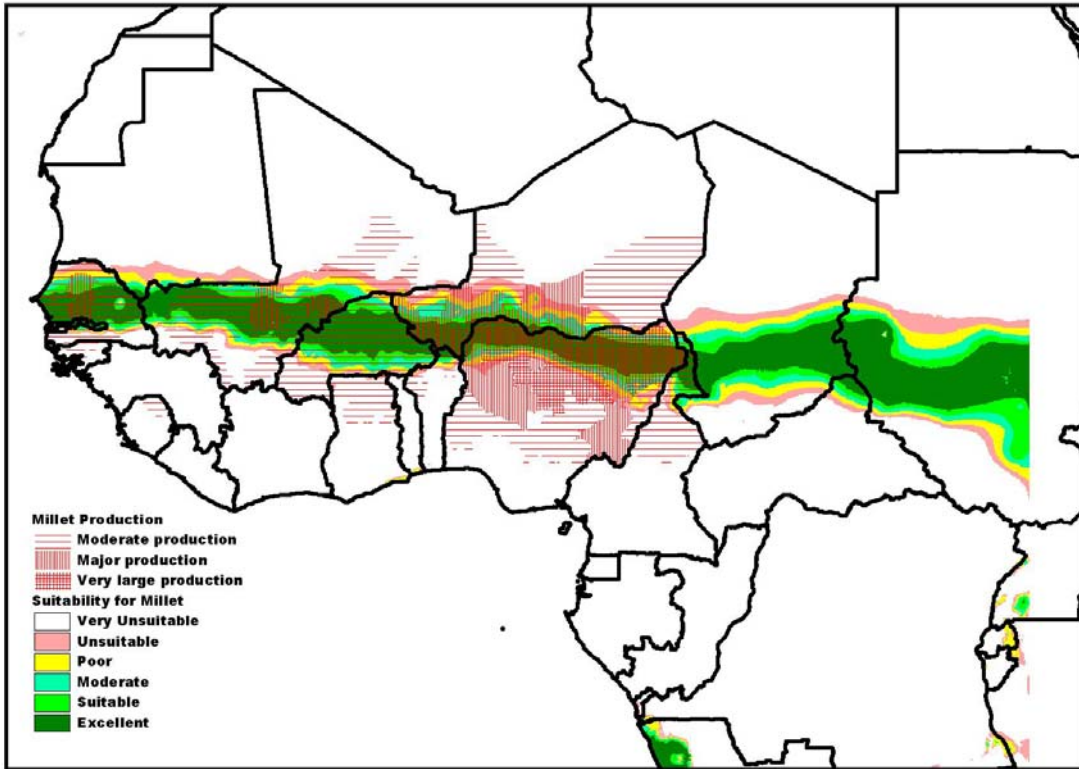 Millet Production
Moderate production
Major production
Very large production
Suitability for Millet
Very Unsuitable
Unsuitable
Poor
Moderate
Suitable
Excellent